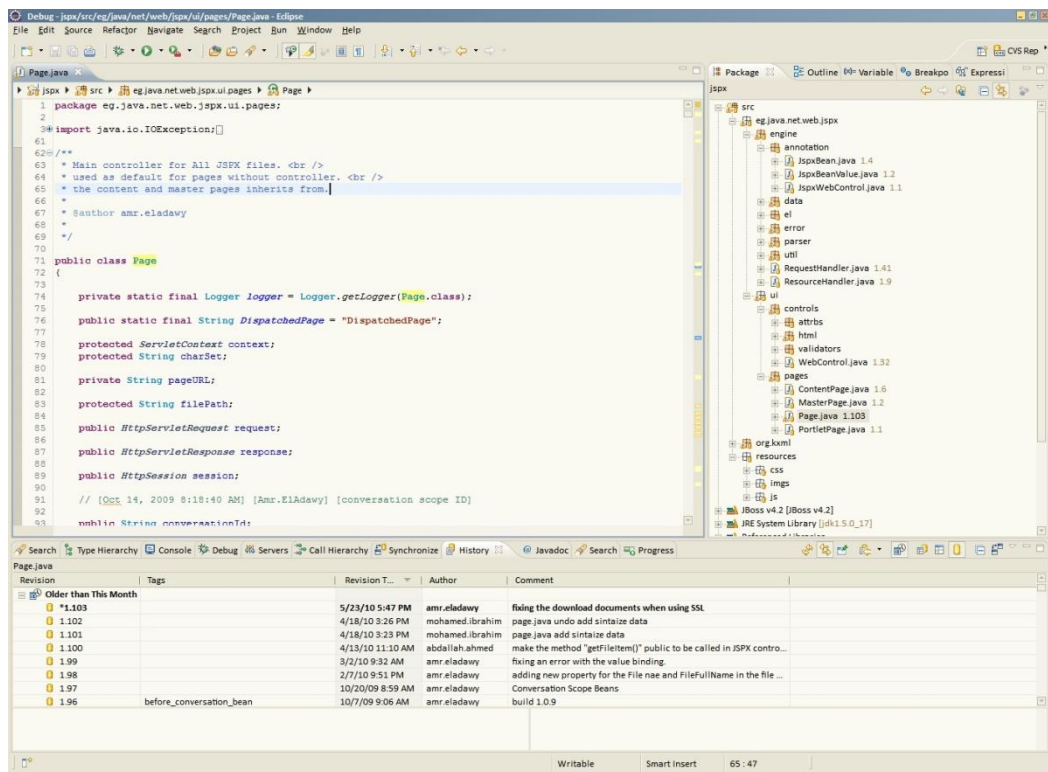 Debug - jspx/src/eg/java/net/web/jspx/ui/pages/Page.java - Eclipse
File Edit Source Refactor Navigate Search Project Run Window Help
CVS Rep
Page.java
jspx src eg.java.net.web.jspx.ui.pages Page
1 package eg.java.net.web.jspx.ui.pages;
2
3 import java.io.IOException;
61
62 /**
63 * Main controller for All JSPX files. <br />
64 * used as default for pages without controller. <br />
65 * the content and master pages inherits from.
66 *
67 * @author amr.eladawy
68 *
69 */
70
71 public class Page
72 {
73
74 private static final Logger logger = Logger.getLogger(Page.class);
75
76 public static final String DispatchedPage = "DispatchedPage";
77
78 protected ServletContext context;
79 protected String charSet;
80
81 private String pageURL;
82
83 protected String filePath;
84
85 public HttpServletRequest request;
86
87 public HttpServletResponse response;
88
89 public HttpSession session;
90
91 // [Oct 14, 2009 8:18:40 AM] [Amr.ElAdawy] [conversation scope ID]
92
93 public String conversationId;
Package Outline Variable Breakpo Expressi
jspx
src
eg.java.net.web.jspx
engine
annotation
JspxBean.java 1.4
JspxBeanValue.java 1.2
JspxWebControl.java 1.1
data
el
error
parser
util
RequestHandler.java 1.41
ResourceHandler.java 1.9
ui
controls
attrbs
html
validators
WebControl.java 1.32
pages
ContentPage.java 1.6
MasterPage.java 1.2
Page.java 1.103
PortletPage.java 1.1
org.kxml
resources
css
imgs
js
JBoss v4.2 [JBoss v4.2]
JRE System Library [jdk1.5.0_17]
Referenced Libraries
Search Type Hierarchy Console Debug Servers Call Hierarchy Synchronize History Javadoc Search Progress
Page.java
Revision Tags Revision T... Author Comment
Older than This Month
*1.103 5/23/10 5:47 PM amr.eladawy fixing the download documents when using SSL
1.102 4/18/10 3:26 PM mohamed.ibrahim page.java undo add sintaize data
1.101 4/18/10 3:23 PM mohamed.ibrahim page.java add sintaize data
1.100 4/13/10 11:10 AM abdallah.ahmed make the method "getFileItem()" public to be called in JSPX contro...
1.99 3/2/10 9:32 AM amr.eladawy fixing an error with the value binding.
1.98 2/7/10 9:51 PM amr.eladawy adding new property for the File nae and FileFullName in the file ...
1.97 10/20/09 8:59 AM amr.eladawy Conversation Scope Beans
1.96 before_conversation_bean 10/7/09 9:06 AM amr.eladawy build 1.0.9
Writable Smart Insert 65 : 47